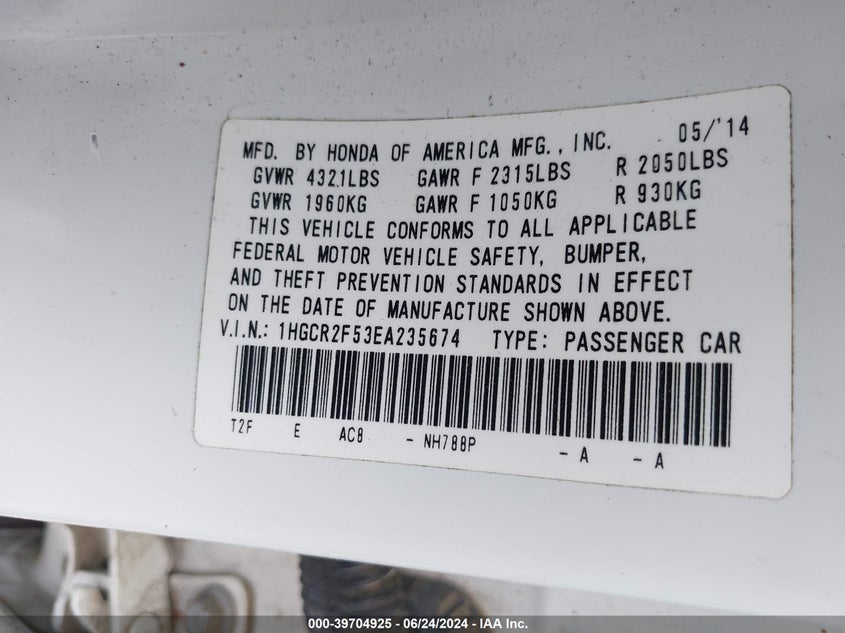 MFD. BY HONDA OF AMERICA MFG., INC. 05/'14
GVWR 4321LBS GAWR F 2315LBS R 2050LBS
GVWR 1960KG GAWR F 1050KG R 930KG
THIS VEHICLE CONFORMS TO ALL APPLICABLE
FEDERAL MOTOR VEHICLE SAFETY, BUMPER,
AND THEFT PREVENTION STANDARDS IN EFFECT
ON THE DATE OF MANUFACTURE SHOWN ABOVE.
V.I.N.: 1HGCR2F53EA235674 TYPE: PASSENGER CAR
T2F E AC8 - NH788P - A - A
000-39704925 - 06/24/2024 - IAA Inc.